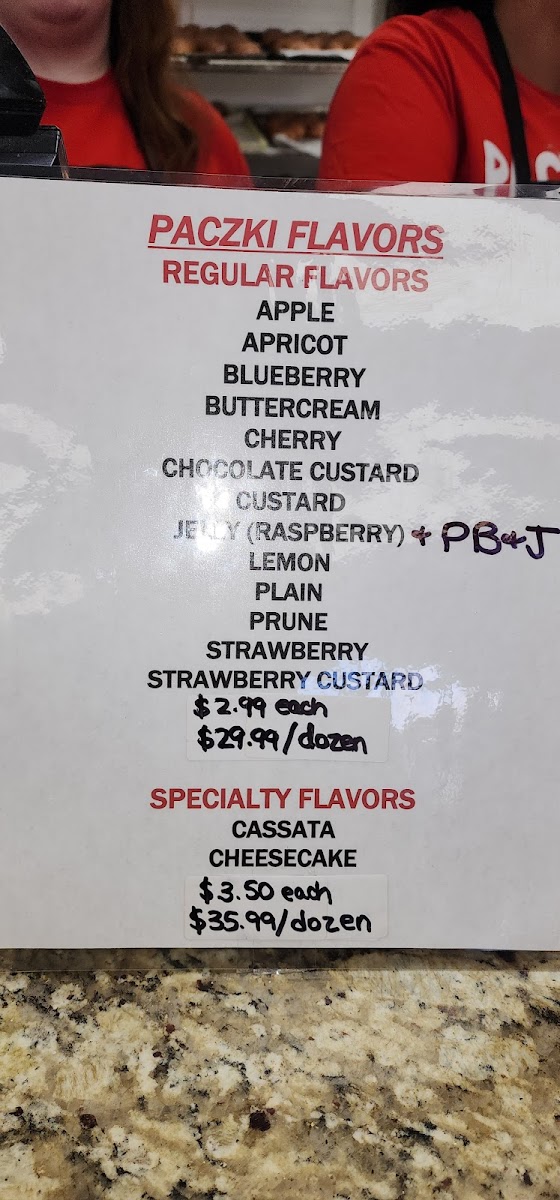 PACZKI FLAVORS
REGULAR FLAVORS
APPLE
APRICOT
BLUEBERRY
BUTTERCREAM
CHERRY
CHOCOLATE CUSTARD
CUSTARD
JELLY (RASPBERRY) + PB+J
LEMON
PLAIN
PRUNE
STRAWBERRY
STRAWBERRY CUSTARD
$2.99 each
$29.99/dozen
SPECIALTY FLAVORS
CASSATA
CHEESECAKE
$3.50 each
$35.99/dozen